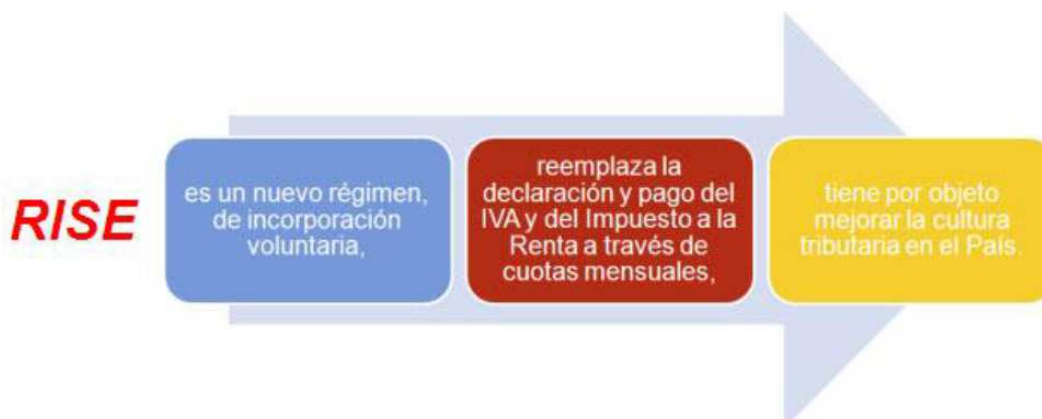 RISE
es un nuevo régimen,
de incorporación
voluntaria,
reemplaza la
declaración y pago del
IVA y del Impuesto a la
Renta a través de
cuotas mensuales,
tiene por objeto
mejorar la cultura
tributaria en el País.